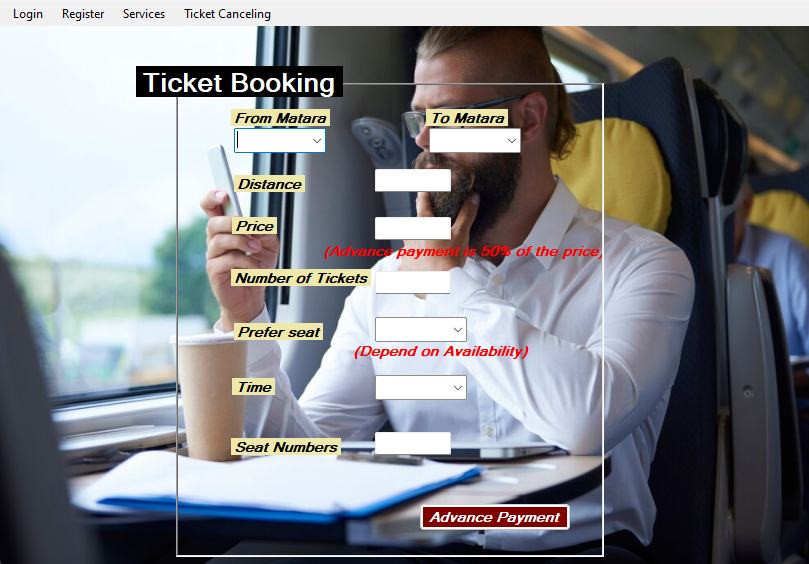 Login Register Services Ticket Canceling
Ticket Booking
From Matara To Matara
Distance
Price
(Advance payment is 50% of the price)
Number of Tickets
Prefer seat
(Depend on Availability)
Time
Seat Numbers
Advance Payment